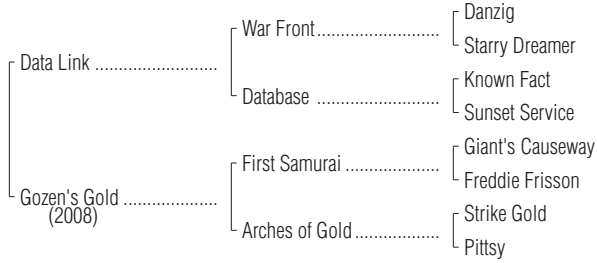 Danzig
War Front..........................
Starry Dreamer
Data Link ..........................
Known Fact
Database ..........................
Sunset Service
Giant's Causeway
First Samurai ....................
Freddie Frisson
Gozen's Gold ....................
(2008)
Strike Gold
Arches of Gold..................
Pittsy